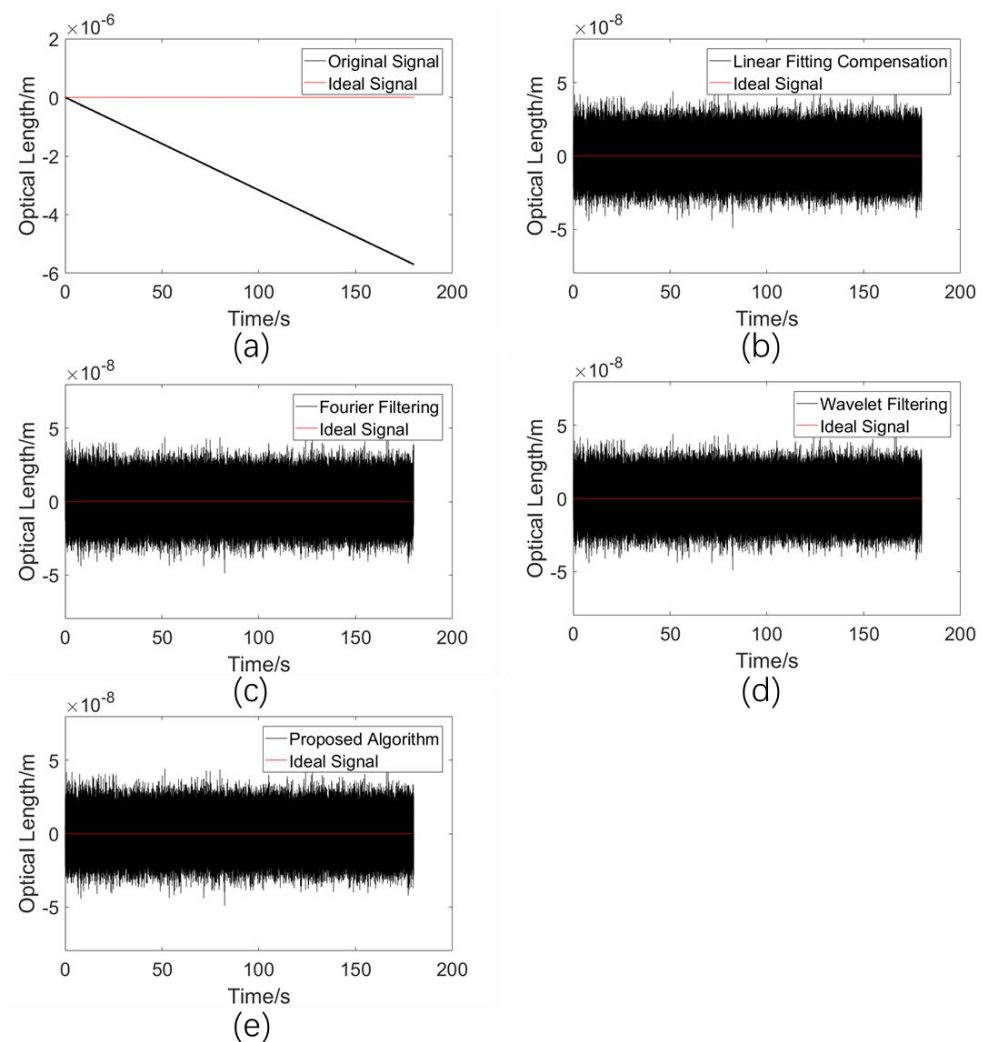 ×10^-6
2
0
-2
-4
-6
Optical Length/m
Original Signal
Ideal Signal
0 50 100 150 200
Time/s
(a)
×10^-8
5
0
-5
Optical Length/m
Linear Fitting Compensation
Ideal Signal
0 50 100 150 200
Time/s
(b)
×10^-8
5
0
-5
Optical Length/m
Fourier Filtering
Ideal Signal
0 50 100 150 200
Time/s
(c)
×10^-8
5
0
-5
Optical Length/m
Wavelet Filtering
Ideal Signal
0 50 100 150 200
Time/s
(d)
×10^-8
5
0
-5
Optical Length/m
Proposed Algorithm
Ideal Signal
0 50 100 150 200
Time/s
(e)